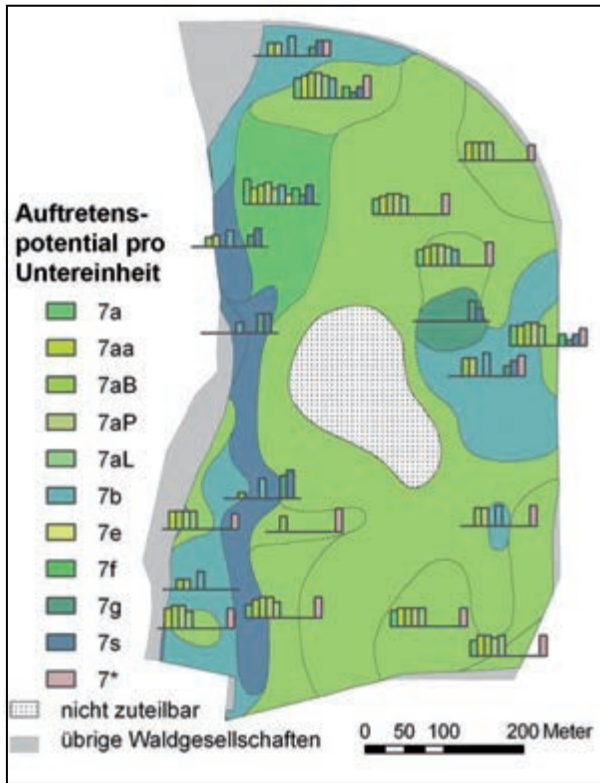 Auftretens-
potential pro
Untereinheit
7a
7aa
7aB
7aP
7aL
7b
7e
7f
7g
7s
7*
nicht zuteilbar
übrige Waldgesellschaften
0 50 100 200 Meter